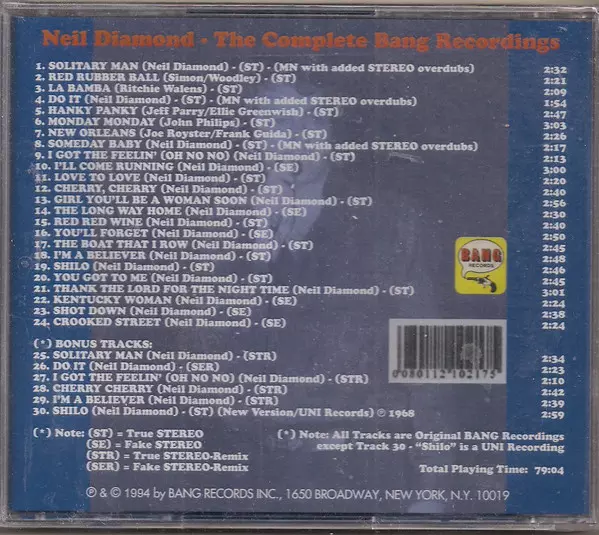 Neil Diamond - The Complete Bang Recordings
1. SOLITARY MAN (Neil Diamond) - (ST) - (MN with added STEREO overdubs) 2:32
2. RED RUBBER BALL (Simon/Woodley) - (ST) 2:21
3. LA BAMBA (Ritchie Walens) - (ST) 2:09
4. DO IT (Neil Diamond) - (ST) - (MN with added STEREO overdubs) 1:54
5. HANKY PANKY (Jeff Parry/Ellie Greenwish) - (ST) 2:47
6. MONDAY MONDAY (John Philips) - (ST) 3:03
7. NEW ORLEANS (Joe Royster/Frank Guida) - (ST) 2:26
8. SOMEDAY BABY (Neil Diamond) - (ST) - (MN with added STEREO overdubs) 2:17
9. I GOT THE FEELIN' (OH NO NO) (Neil Diamond) - (ST) 2:13
10. I'LL COME RUNNING (Neil Diamond) - (SE) 3:00
11. LOVE TO LOVE (Neil Diamond) - (ST) 2:20
12. CHERRY, CHERRY (Neil Diamond) - (ST) 2:40
13. GIRL YOU'LL BE A WOMAN SOON (Neil Diamond) - (ST) 2:56
14. THE LONG WAY HOME (Neil Diamond) - (SE) 2:30
15. RED RED WINE (Neil Diamond) - (ST) 2:40
16. YOU'LL FORGET (Neil Diamond) - (SE) 2:50
17. THE BOAT THAT I ROW (Neil Diamond) - (ST) 2:45
18. I'M A BELIEVER (Neil Diamond) - (ST) 2:48
19. SHILO (Neil Diamond) - (ST) 2:46
20. YOU GOT TO ME (Neil Diamond) - (ST) 2:45
21. THANK THE LORD FOR THE NIGHT TIME (Neil Diamond) - (ST) 3:01
22. KENTUCKY WOMAN (Neil Diamond) - (SE) 2:24
23. SHOT DOWN (Neil Diamond) - (SE) 2:38
24. CROOKED STREET (Neil Diamond) - (SE) 2:24
BANG
RECORDS
0080112102175
(*) BONUS TRACKS:
25. SOLITARY MAN (Neil Diamond) - (STR) 2:34
26. DO IT (Neil Diamond) - (SER) 2:23
27. I GOT THE FEELIN' (OH NO NO) (Neil Diamond) - (STR) 2:10
28. CHERRY CHERRY (Neil Diamond) - (STR) 2:42
29. I'M A BELIEVER (Neil Diamond) - (STR) 2:39
30. SHILO (Neil Diamond) - (ST) (New Version/UNI Records) ℗ 1968 2:59
(*) Note: (ST) = True STEREO
(SE) = Fake STEREO
(STR) = True STEREO-Remix
(SER) = Fake STEREO-Remix
(*) Note: All Tracks are Original BANG Recordings
except Track 30 - "Shilo" is a UNI Recording
Total Playing Time: 79:04
℗ & © 1994 by BANG RECORDS INC., 1650 BROADWAY, NEW YORK, N.Y. 10019